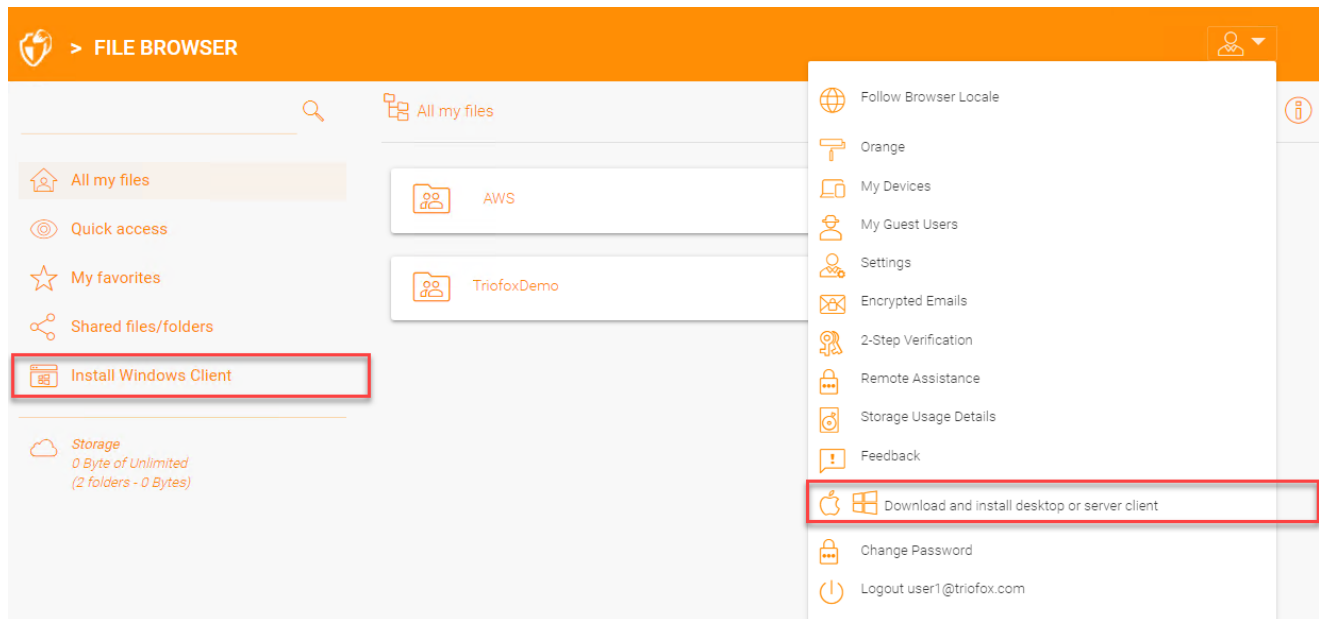 > FILE BROWSER
All my files
Quick access
My favorites
Shared files/folders
Install Windows Client
Storage
0 Byte of Unlimited
(2 folders - 0 Bytes)
All my files
AWS
TriofoxDemo
Follow Browser Locale
Orange
My Devices
My Guest Users
Settings
Encrypted Emails
2-Step Verification
Remote Assistance
Storage Usage Details
Feedback
Download and install desktop or server client
Change Password
Logout user1@triofox.com